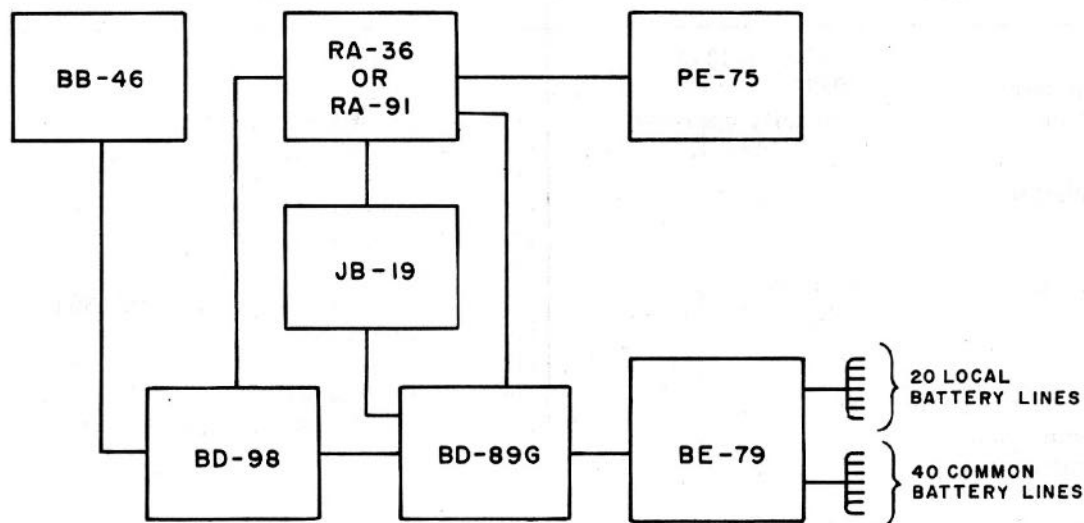 BB-46
RA-36
OR
RA-91
PE-75
JB-19
BD-98
BD-89G
BE-79
20 LOCAL
BATTERY LINES
40 COMMON
BATTERY LINES